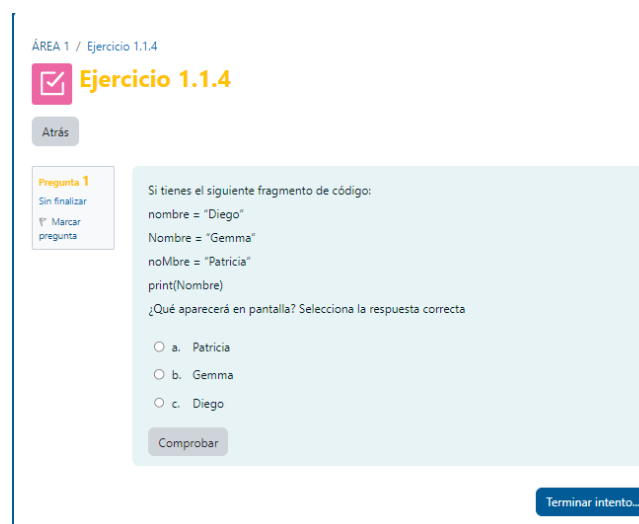 ÁREA 1 / Ejercicio 1.1.4
Ejercicio 1.1.4
Atrás
Pregunta 1
Sin finalizar
Marcar
pregunta
Si tienes el siguiente fragmento de código:
nombre = "Diego"
Nombre = "Gemma"
noMbre = "Patricia"
print(Nombre)
¿Qué aparecerá en pantalla? Selecciona la respuesta correcta
a. Patricia
b. Gemma
c. Diego
Comprobar
Terminar intento...